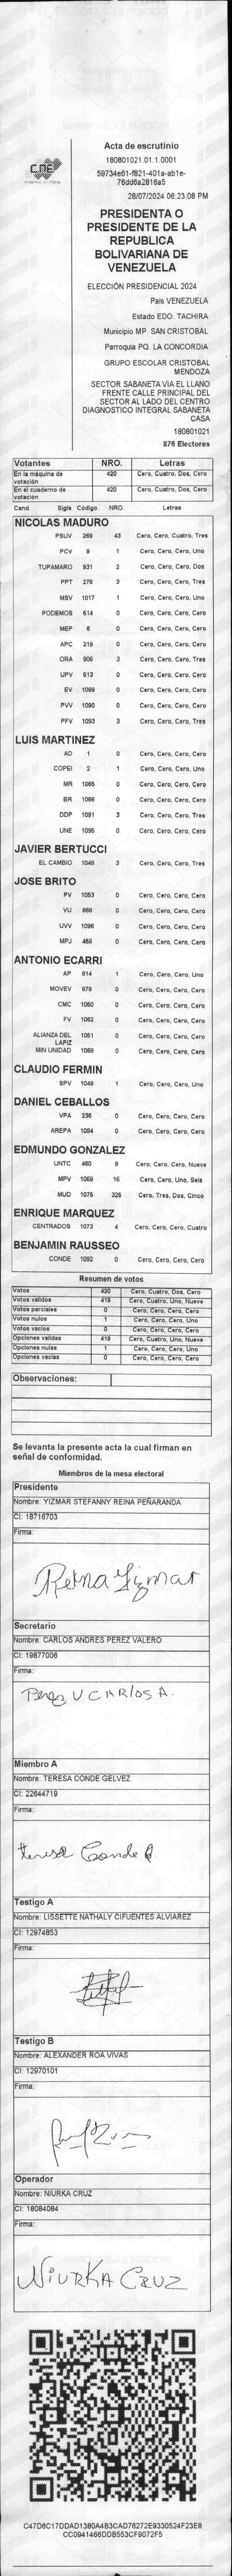 CNE
Acta de escrutinio
180801021.01.1.0001
59734e61-f821-401a-ab1e-
76dd6a2816a5
28/07/2024 06:23:08 PM
PRESIDENTA O
PRESIDENTE DE LA
REPUBLICA
BOLIVARIANA DE
VENEZUELA
ELECCIÓN PRESIDENCIAL 2024
Pais VENEZUELA
Estado EDO. TACHIRA
Municipio MP. SAN CRISTOBAL
Parroquia PQ. LA CONCORDIA
GRUPO ESCOLAR CRISTOBAL
MENDOZA
SECTOR SABANETA VIA EL LLANO
FRENTE CALLE PRINCIPAL DEL
SECTOR AL LADO DEL CENTRO
DIAGNOSTICO INTEGRAL SABANETA
CASA
180801021
876 Electores
Votantes NRO. Letras
En la máquina de votación 420 Cero, Cuatro, Dos, Cero
En el cuaderno de votación 420 Cero, Cuatro, Dos, Cero
Cand. Sigla Código NRO. Letras
NICOLAS MADURO
PSUV 269 43 Cero, Cero, Cuatro, Tres
PCV 9 1 Cero, Cero, Cero, Uno
TUPAMARO 931 2 Cero, Cero, Cero, Dos
PPT 276 3 Cero, Cero, Cero, Tres
MSV 1017 1 Cero, Cero, Cero, Uno
PODEMOS 614 0 Cero, Cero, Cero, Cero
MEP 6 0 Cero, Cero, Cero, Cero
APC 219 0 Cero, Cero, Cero, Cero
ORA 906 3 Cero, Cero, Cero, Tres
UPV 613 0 Cero, Cero, Cero, Cero
EV 1089 0 Cero, Cero, Cero, Cero
PVV 1090 0 Cero, Cero, Cero, Cero
PFV 1093 3 Cero, Cero, Cero, Tres
LUIS MARTINEZ
AD 1 0 Cero, Cero, Cero, Cero
COPEI 2 1 Cero, Cero, Cero, Uno
MR 1065 0 Cero, Cero, Cero, Cero
BR 1066 0 Cero, Cero, Cero, Cero
DDP 1091 3 Cero, Cero, Cero, Tres
UNE 1095 0 Cero, Cero, Cero, Cero
JAVIER BERTUCCI
EL CAMBIO 1048 3 Cero, Cero, Cero, Tres
JOSE BRITO
PV 1053 0 Cero, Cero, Cero, Cero
VU 868 0 Cero, Cero, Cero, Cero
UVV 1096 0 Cero, Cero, Cero, Cero
MPJ 458 0 Cero, Cero, Cero, Cero
ANTONIO ECARRI
AP 814 1 Cero, Cero, Cero, Uno
MOVEV 978 0 Cero, Cero, Cero, Cero
CMC 1050 0 Cero, Cero, Cero, Cero
FV 1062 0 Cero, Cero, Cero, Cero
ALIANZA DEL LAPIZ 1051 0 Cero, Cero, Cero, Cero
MIN UNIDAD 1068 0 Cero, Cero, Cero, Cero
CLAUDIO FERMIN
SPV 1049 1 Cero, Cero, Cero, Uno
DANIEL CEBALLOS
VPA 236 0 Cero, Cero, Cero, Cero
AREPA 1094 0 Cero, Cero, Cero, Cero
EDMUNDO GONZALEZ
UNTC 460 9 Cero, Cero, Cero, Nueve
MPV 1069 16 Cero, Cero, Uno, Seis
MUD 1075 325 Cero, Tres, Dos, Cinco
ENRIQUE MARQUEZ
CENTRADOS 1073 4 Cero, Cero, Cero, Cuatro
BENJAMIN RAUSSEO
CONDE 1092 0 Cero, Cero, Cero, Cero
Resumen de votos
Votos 420 Cero, Cuatro, Dos, Cero
Votos validos 419 Cero, Cuatro, Uno, Nueve
Votos parciales 0 Cero, Cero, Cero, Cero
Votos nulos 1 Cero, Cero, Cero, Uno
Votos vacios 0 Cero, Cero, Cero, Cero
Opciones validas 419 Cero, Cuatro, Uno, Nueve
Opciones nulas 1 Cero, Cero, Cero, Uno
Opciones vacias 0 Cero, Cero, Cero, Cero
Observaciones:
Se levanta la presente acta la cual firman en
señal de conformidad.
Miembros de la mesa electoral
Presidente
Nombre: YIZMAR STEFANNY REINA PEÑARANDA
CI: 18716703
Firma:
Reina Yizmar
Secretario
Nombre: CARLOS ANDRES PEREZ VALERO
CI: 19877006
Firma:
Perez V CARlos A.
Miembro A
Nombre: TERESA CONDE GELVEZ
CI: 22644719
Firma:
teresa Conde G
Testigo A
Nombre: LISSETTE NATHALY CIFUENTES ALVIAREZ
CI: 12974853
Firma:
Testigo B
Nombre: ALEXANDER ROA VIVAS
CI: 12970101
Firma:
Operador
Nombre: NIURKA CRUZ
CI: 18084084
Firma:
NiURKA CRUZ
C47D6C17DDAD1380A4B3CAD76272E9330524F23E8
CC0941466DDB553CF9072F5